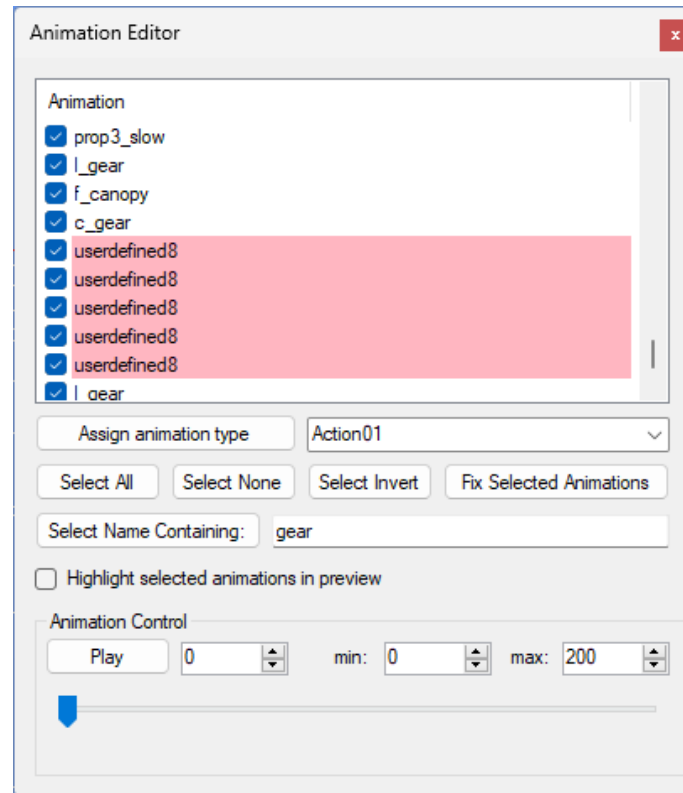 Animation Editor
x
Animation
prop3_slow
l_gear
f_canopy
c_gear
userdefined8
userdefined8
userdefined8
userdefined8
userdefined8
l_gear
Assign animation type Action01
Select All Select None Select Invert Fix Selected Animations
Select Name Containing: gear
Highlight selected animations in preview
Animation Control
Play 0 min: 0 max: 200